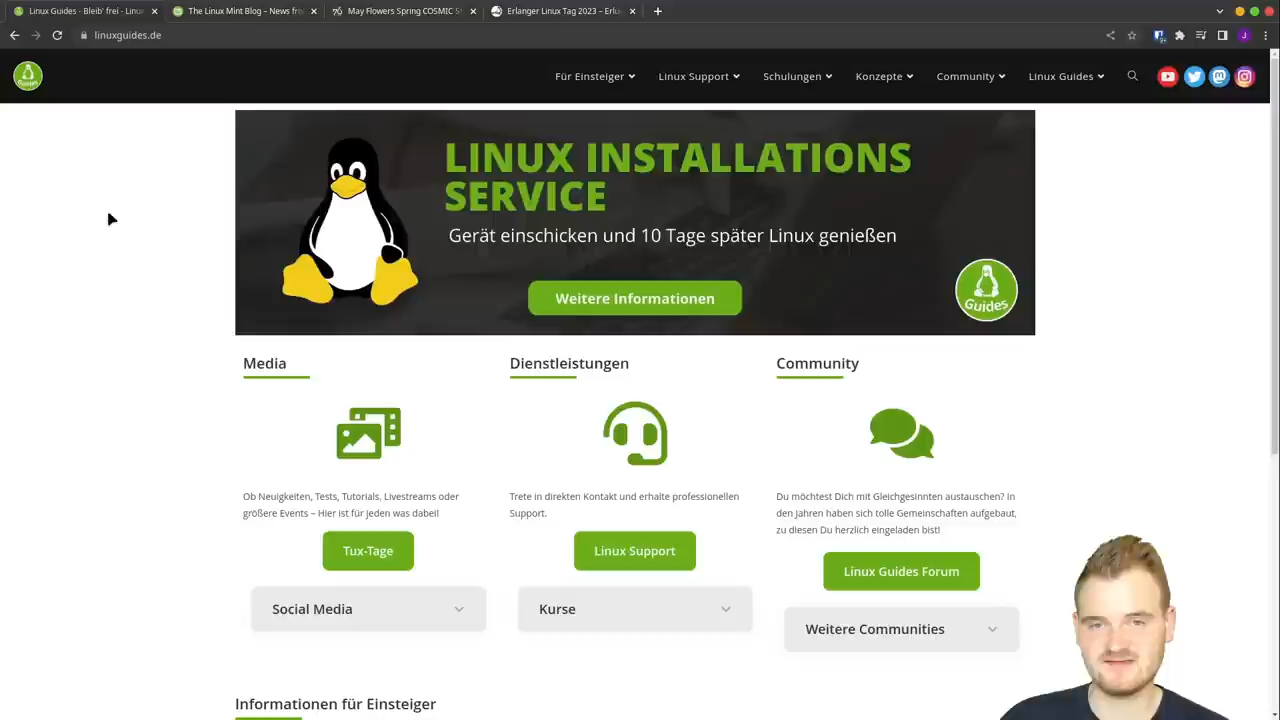 Linux Guides - Bleib' frei - Linu
The Linux Mint Blog – News fro
May Flowers Spring COSMIC S
Erlanger Linux Tag 2023 – Erla
linuxguides.de
Guides
Für Einsteiger
Linux Support
Schulungen
Konzepte
Community
Linux Guides
LINUX INSTALLATIONS
SERVICE
Gerät einschicken und 10 Tage später Linux genießen
Weitere Informationen
Guides
Media
Dienstleistungen
Community
Ob Neuigkeiten, Tests, Tutorials, Livestreams oder
größere Events – Hier ist für jeden was dabei!
Trete in direkten Kontakt und erhalte professionellen
Support.
Du möchtest Dich mit Gleichgesinnten austauschen? In
den Jahren haben sich tolle Gemeinschaften aufgebaut,
zu diesen Du herzlich eingeladen bist!
Tux-Tage
Linux Support
Linux Guides Forum
Social Media
Kurse
Weitere Communities
Informationen für Einsteiger